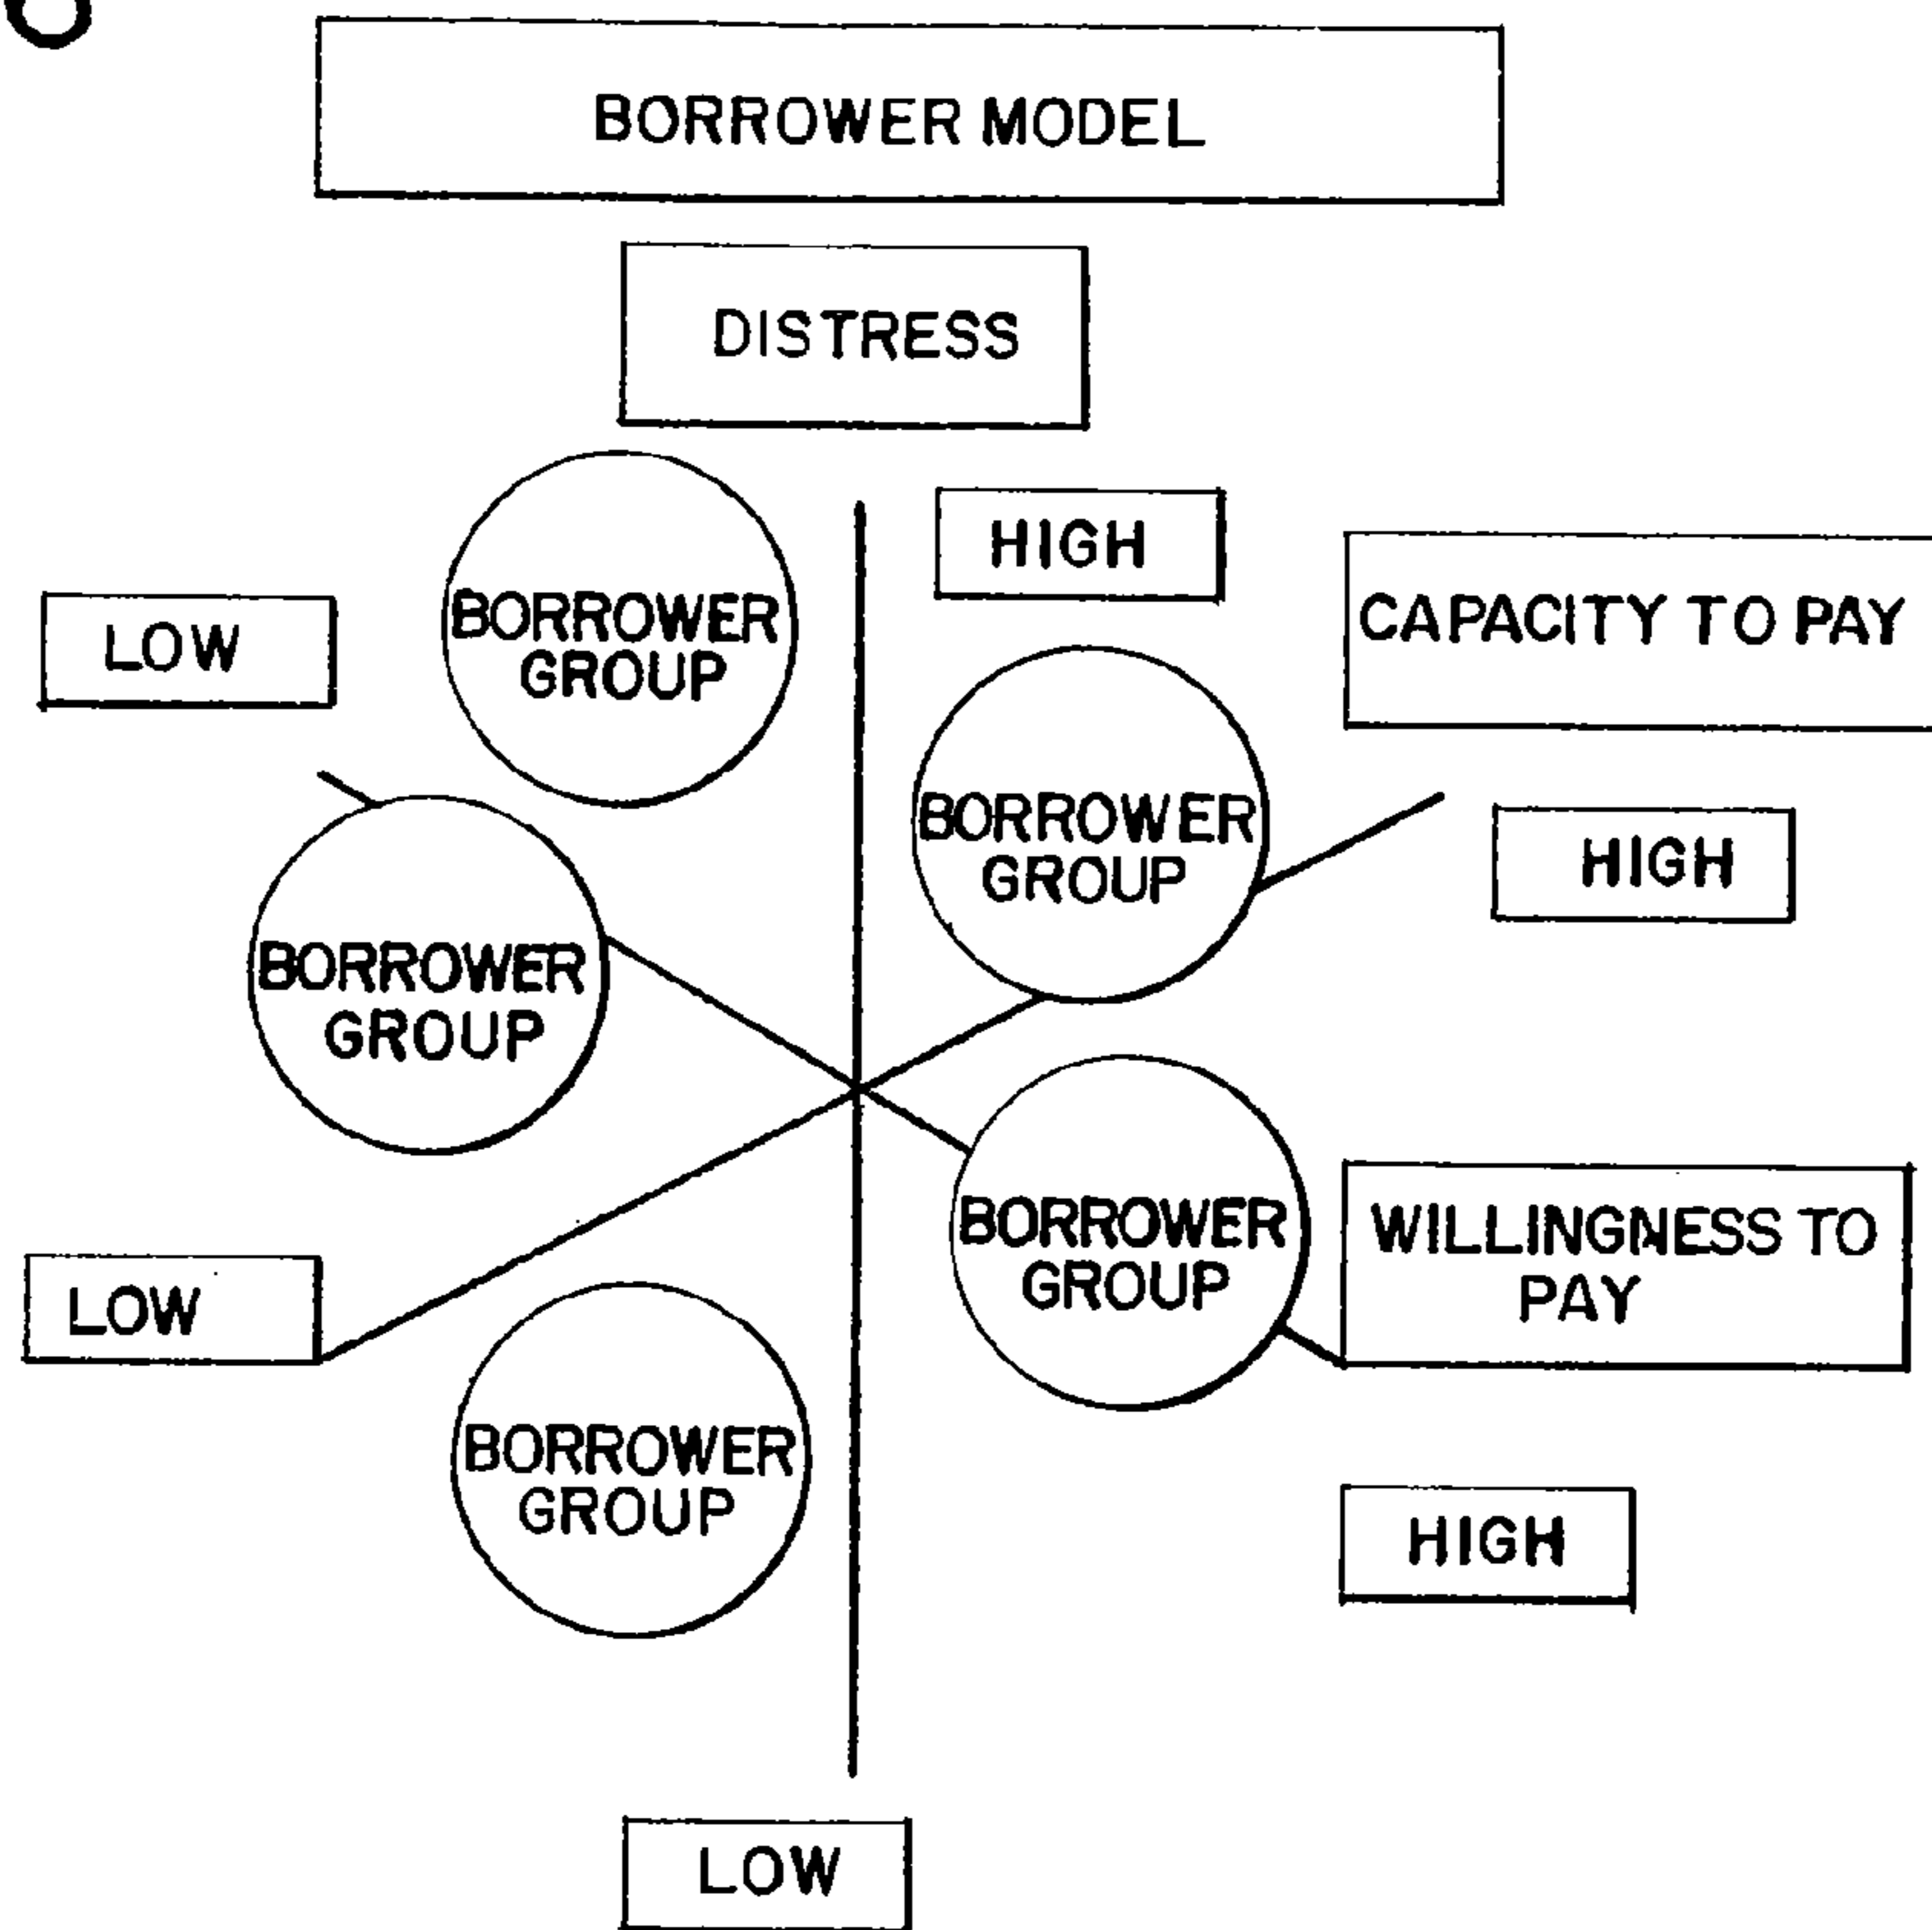 BORROWER MODEL
DISTRESS
HIGH
CAPACITY TO PAY
LOW
BORROWER
GROUP
BORROWER
GROUP
HIGH
BORROWER
GROUP
BORROWER
GROUP
WILLINGNESS TO
PAY
LOW
BORROWER
GROUP
HIGH
LOW